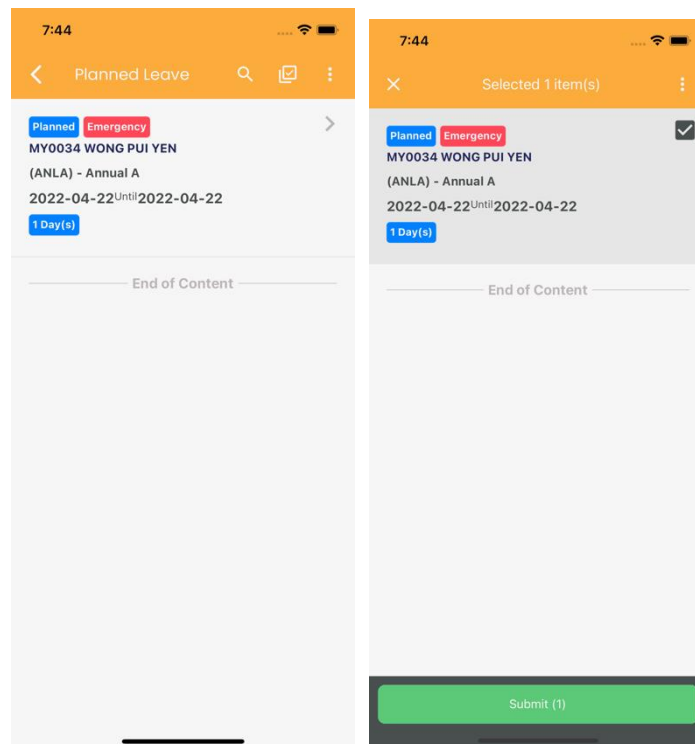 7:44
Planned Leave
Planned Emergency
MY0034 WONG PUI YEN
(ANLA) - Annual A
2022-04-22Until2022-04-22
1 Day(s)
End of Content
7:44
Selected 1 item(s)
Planned Emergency
MY0034 WONG PUI YEN
(ANLA) - Annual A
2022-04-22Until2022-04-22
1 Day(s)
End of Content
Submit (1)